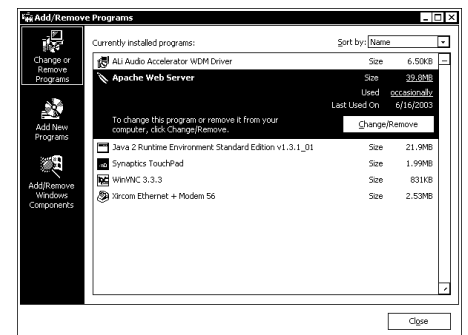 Add/Remove Programs
Change or
Remove
Programs
Add New
Programs
Add/Remove
Windows
Components
Currently installed programs:
Sort by: Name
ALi Audio Accelerator WDM Driver Size 6.50KB
Apache Web Server Size 39.8MB
Used occasionally
Last Used On 6/16/2003
To change this program or remove it from your
computer, click Change/Remove.
Change/Remove
Java 2 Runtime Environment Standard Edition v1.3.1_01 Size 21.9MB
Synaptics TouchPad Size 1.99MB
WinVNC 3.3.3 Size 831KB
Xircom Ethernet + Modem 56 Size 2.53MB
Close